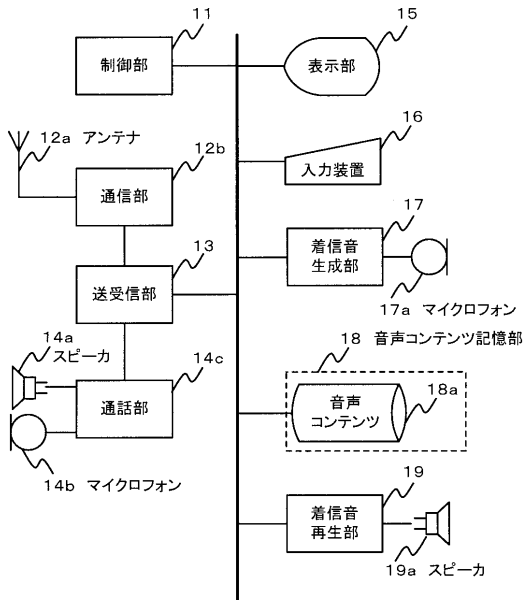 11
制御部
15
表示部
12a アンテナ
12b
通信部
16
入力装置
13
送受信部
17
着信音
生成部
17a マイクロフォン
14a
スピーカ
14c
通話部
14b マイクロフォン
18 音声コンテンツ記憶部
音声
コンテンツ
18a
19
着信音
再生部
19a スピーカ